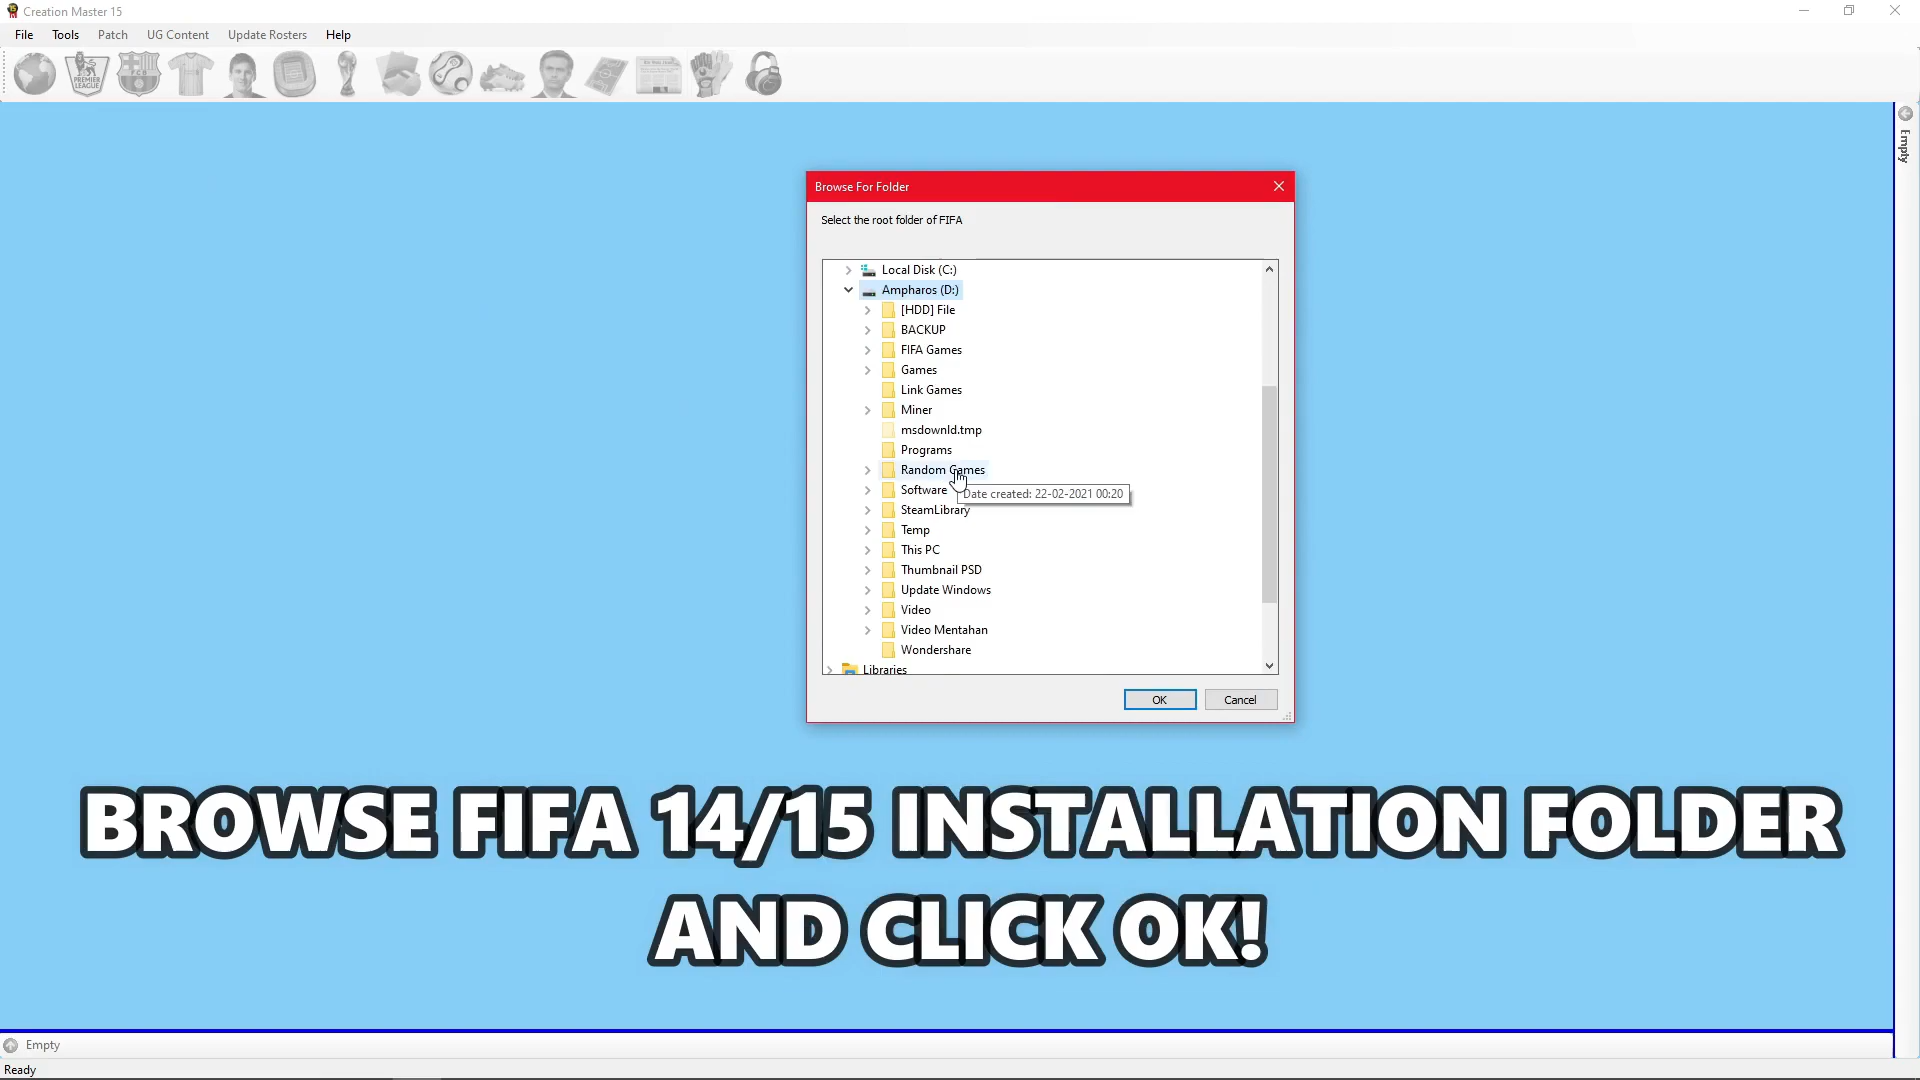 Creation Master 15
File Tools Patch UG Content Update Rosters Help
PREMIER LEAGUE
FCB
Empty
Browse For Folder
Select the root folder of FIFA
Local Disk (C:)
Ampharos (D:)
[HDD] File
BACKUP
FIFA Games
Games
Link Games
Miner
msdownld.tmp
Programs
Random Games
Software
Date created: 22-02-2021 00:20
SteamLibrary
Temp
This PC
Thumbnail PSD
Update Windows
Video
Video Mentahan
Wondershare
Libraries
OK Cancel
BROWSE FIFA 14/15 INSTALLATION FOLDER
AND CLICK OK!
Empty
Ready